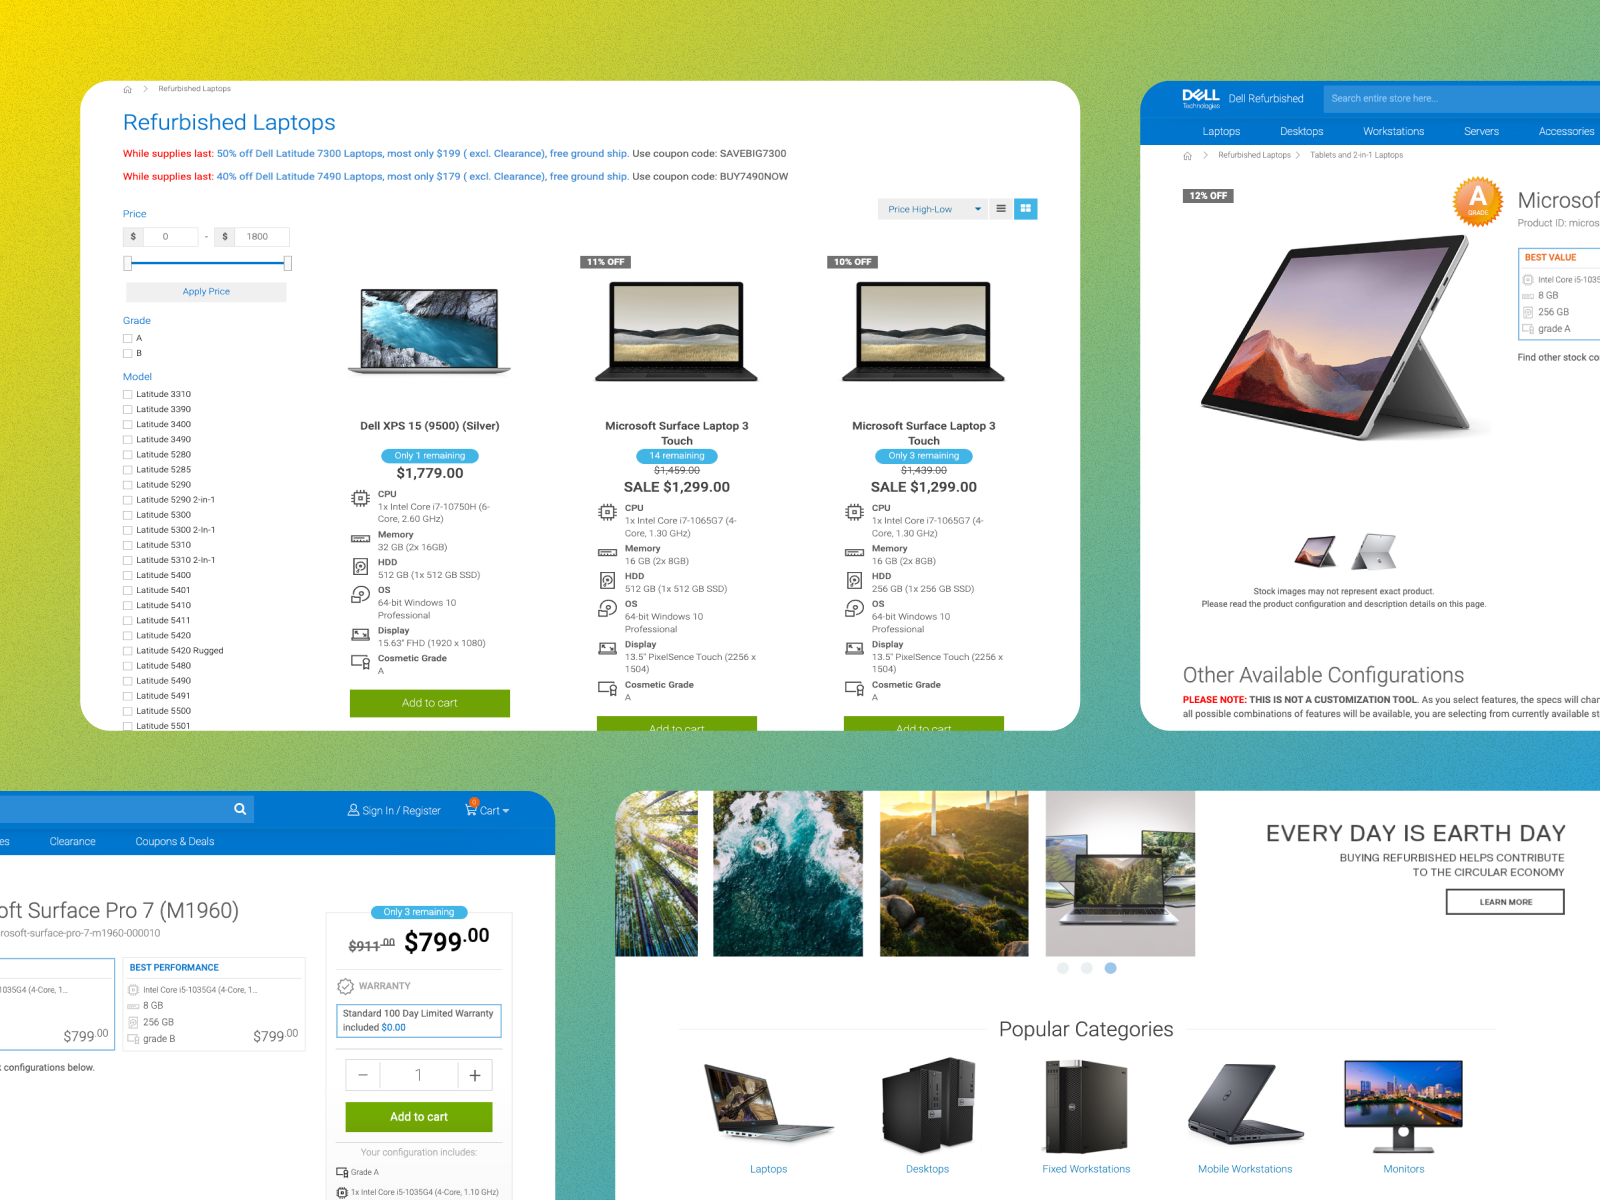 Refurbished Laptops
Refurbished Laptops
While supplies last: 50% off Dell Latitude 7300 Laptops, most only $199 ( excl. Clearance), free ground ship. Use coupon code: SAVEBIG7300
While supplies last: 40% off Dell Latitude 7490 Laptops, most only $179 ( excl. Clearance), free ground ship. Use coupon code: BUY7490NOW
Price High-Low
Price
$ 0 - $ 1800
Apply Price
Grade
A
B
Model
Latitude 3310
Latitude 3390
Latitude 3400
Latitude 3490
Latitude 5280
Latitude 5285
Latitude 5290
Latitude 5290 2-in-1
Latitude 5300
Latitude 5300 2-In-1
Latitude 5310
Latitude 5310 2-In-1
Latitude 5400
Latitude 5401
Latitude 5410
Latitude 5411
Latitude 5420
Latitude 5420 Rugged
Latitude 5480
Latitude 5490
Latitude 5491
Latitude 5500
Latitude 5501
Dell XPS 15 (9500) (Silver)
Only 1 remaining
$1,779.00
CPU
1x Intel Core i7-10750H (6-
Core, 2.60 GHz)
Memory
32 GB (2x 16GB)
HDD
512 GB (1x 512 GB SSD)
OS
64-bit Windows 10
Professional
Display
15.63" FHD (1920 x 1080)
Cosmetic Grade
A
Add to cart
11% OFF
Microsoft Surface Laptop 3
Touch
14 remaining
$1,459.00
SALE $1,299.00
CPU
1x Intel Core i7-1065G7 (4-
Core, 1.30 GHz)
Memory
16 GB (2x 8GB)
HDD
512 GB (1x 512 GB SSD)
OS
64-bit Windows 10
Professional
Display
13.5" PixelSence Touch (2256 x
1504)
Cosmetic Grade
A
Add to cart
10% OFF
Microsoft Surface Laptop 3
Touch
Only 3 remaining
$1,439.00
SALE $1,299.00
CPU
1x Intel Core i7-1065G7 (4-
Core, 1.30 GHz)
Memory
16 GB (2x 8GB)
HDD
256 GB (1x 256 GB SSD)
OS
64-bit Windows 10
Professional
Display
13.5" PixelSence Touch (2256 x
1504)
Cosmetic Grade
A
Add to cart
DELL
Technologies
Dell Refurbished
Search entire store here...
Laptops Desktops Workstations Servers Accessories
Refurbished Laptops Tablets and 2-in-1 Laptops
12% OFF
A
GRADE
Microsof
Product ID: micros
BEST VALUE
Intel Core i5-1035
8 GB
256 GB
grade A
Find other stock co
Stock images may not represent exact product.
Please read the product configuration and description details on this page.
Other Available Configurations
PLEASE NOTE: THIS IS NOT A CUSTOMIZATION TOOL. As you select features, the specs will chan
all possible combinations of features will be available, you are selecting from currently available st
Sign In / Register
0
Cart
es Clearance Coupons & Deals
oft Surface Pro 7 (M1960)
rosoft-surface-pro-7-m1960-000010
1035G4 (4-Core, 1...
$799.00
BEST PERFORMANCE
Intel Core i5-1035G4 (4-Core, 1...
8 GB
256 GB
grade B
$799.00
k configurations below.
Only 3 remaining
$911.00 $799.00
WARRANTY
Standard 100 Day Limited Warranty
included $0.00
− 1 +
Add to cart
Your configuration includes:
Grade A
1x Intel Core i5-1035G4 (4-Core, 1.10 GHz)
EVERY DAY IS EARTH DAY
BUYING REFURBISHED HELPS CONTRIBUTE
TO THE CIRCULAR ECONOMY
LEARN MORE
Popular Categories
Laptops
Desktops
Fixed Workstations
Mobile Workstations
Monitors